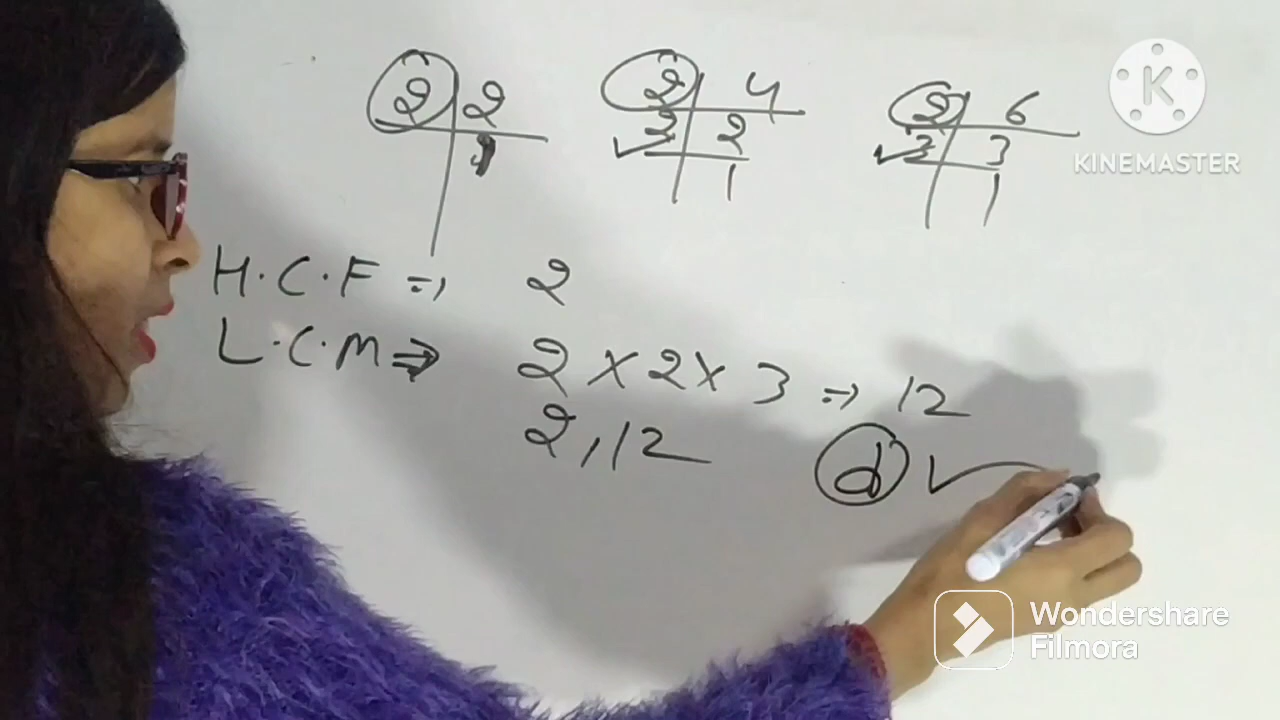 2 2
1
2 4
2 2
1
2 6
3 3
1
H.C.F => 2
L.C.M => 2 x 2 x 3 => 12
2, 12 d ✓
K
KINEMASTER
Wondershare
Filmora